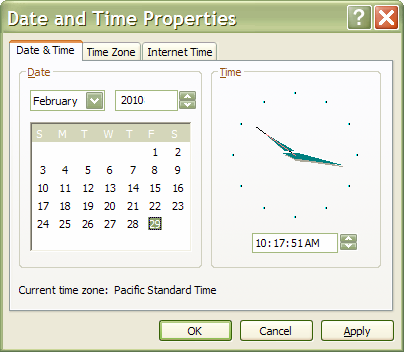 Date and Time Properties
Date & Time Time Zone Internet Time
Date
February 2010
S M T W T F S
1 2
3 4 5 6 7 8 9
10 11 12 13 14 15 16
17 18 19 20 21 22 23
24 25 26 27 28 29
Time
10:17:51 AM
Current time zone: Pacific Standard Time
OK Cancel Apply